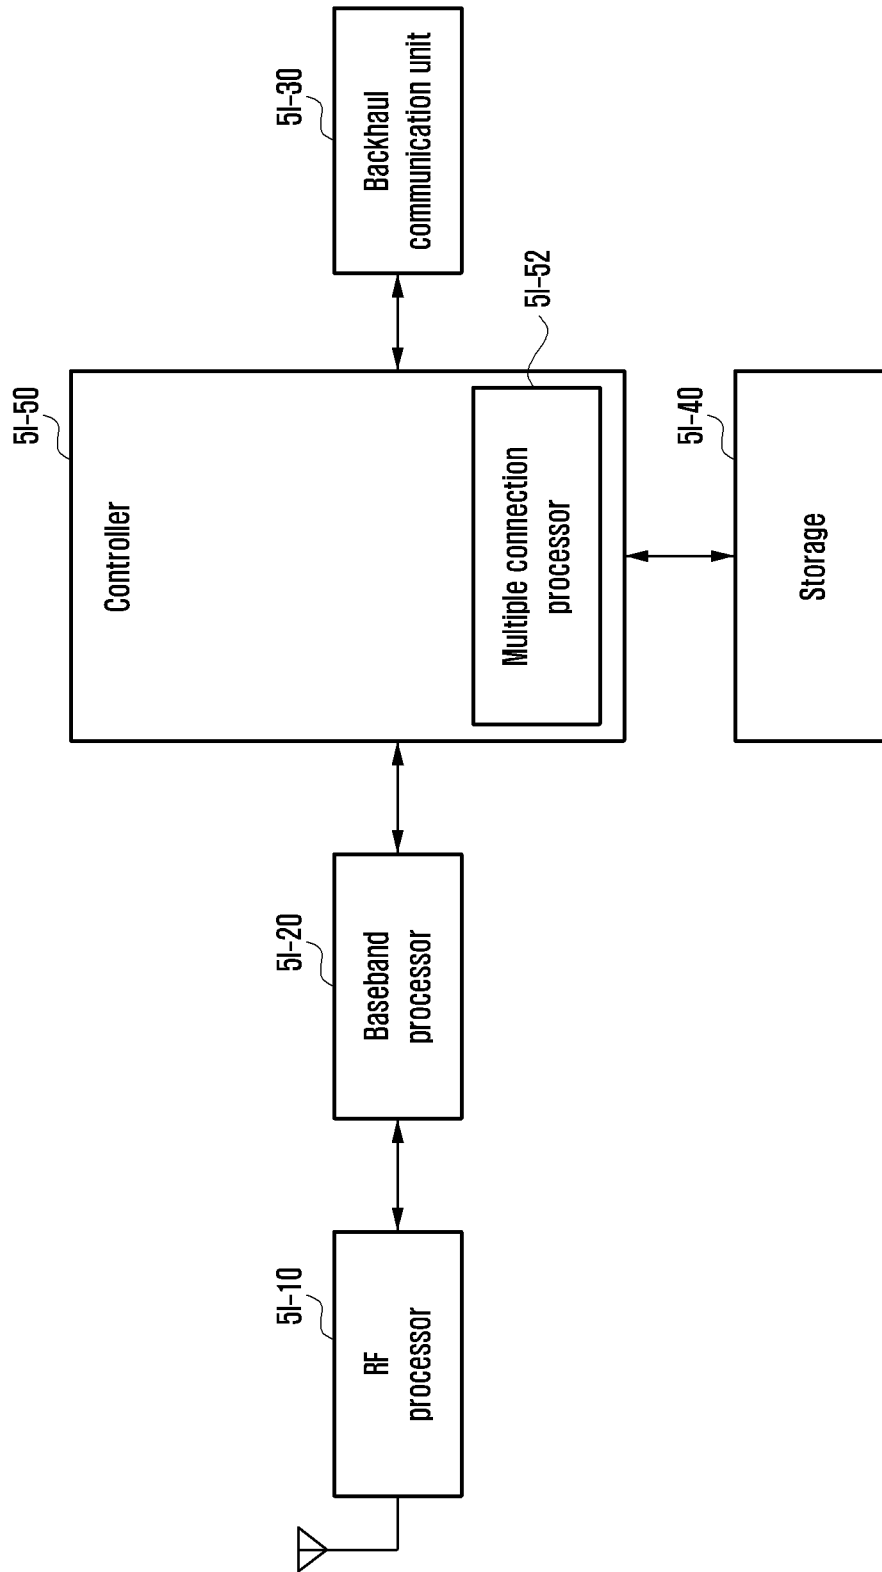 5I-10
RF
processor
5I-20
Baseband
processor
5I-50
Controller
5I-52
Multiple connection
processor
5I-30
Backhaul
communication unit
5I-40
Storage